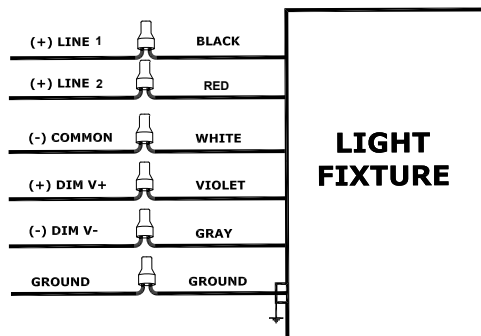 (+) LINE 1 BLACK
(+) LINE 2 RED
(-) COMMON WHITE
(+) DIM V+ VIOLET
(-) DIM V- GRAY
GROUND GROUND
LIGHT
FIXTURE